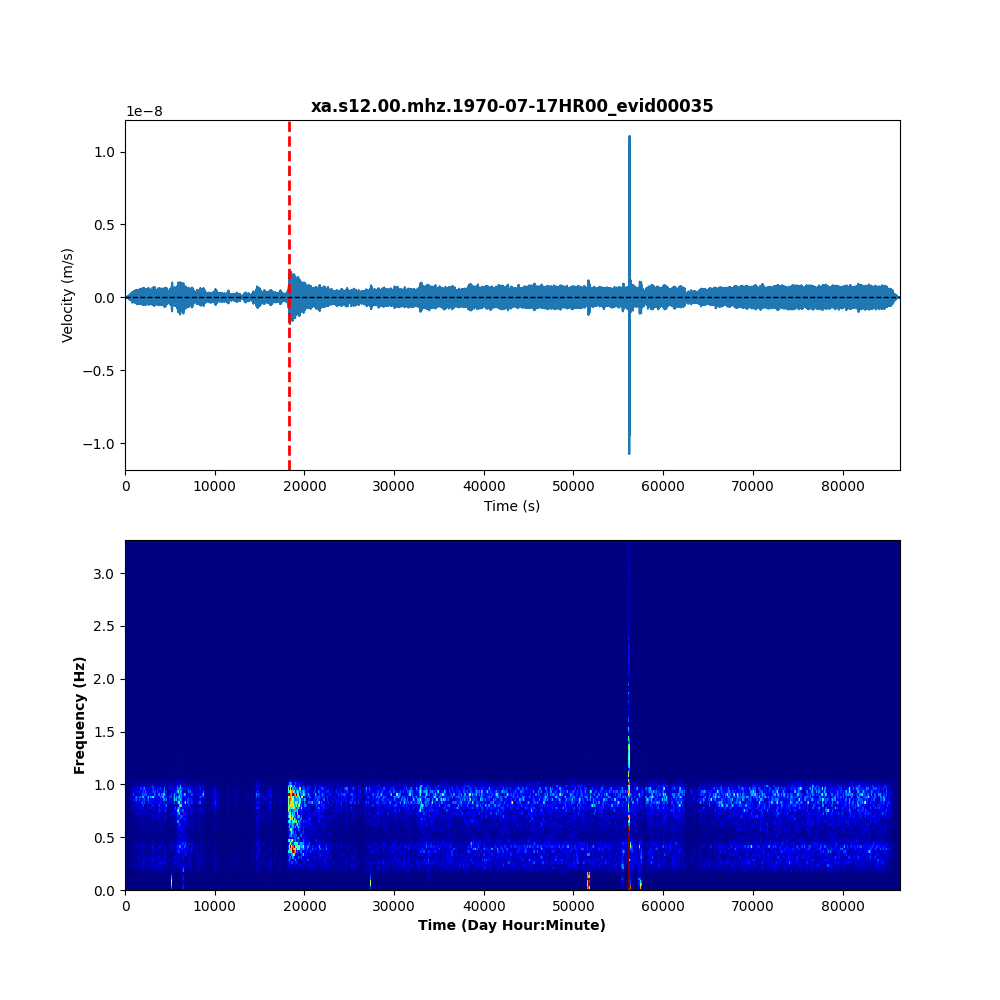 xa.s12.00.mhz.1970-07-17HR00_evid00035
1e−8
1.0
0.5
0.0
−0.5
−1.0
Velocity (m/s)
0 10000 20000 30000 40000 50000 60000 70000 80000
Time (s)
3.0
2.5
2.0
1.5
1.0
0.5
0.0
Frequency (Hz)
0 10000 20000 30000 40000 50000 60000 70000 80000
Time (Day Hour:Minute)